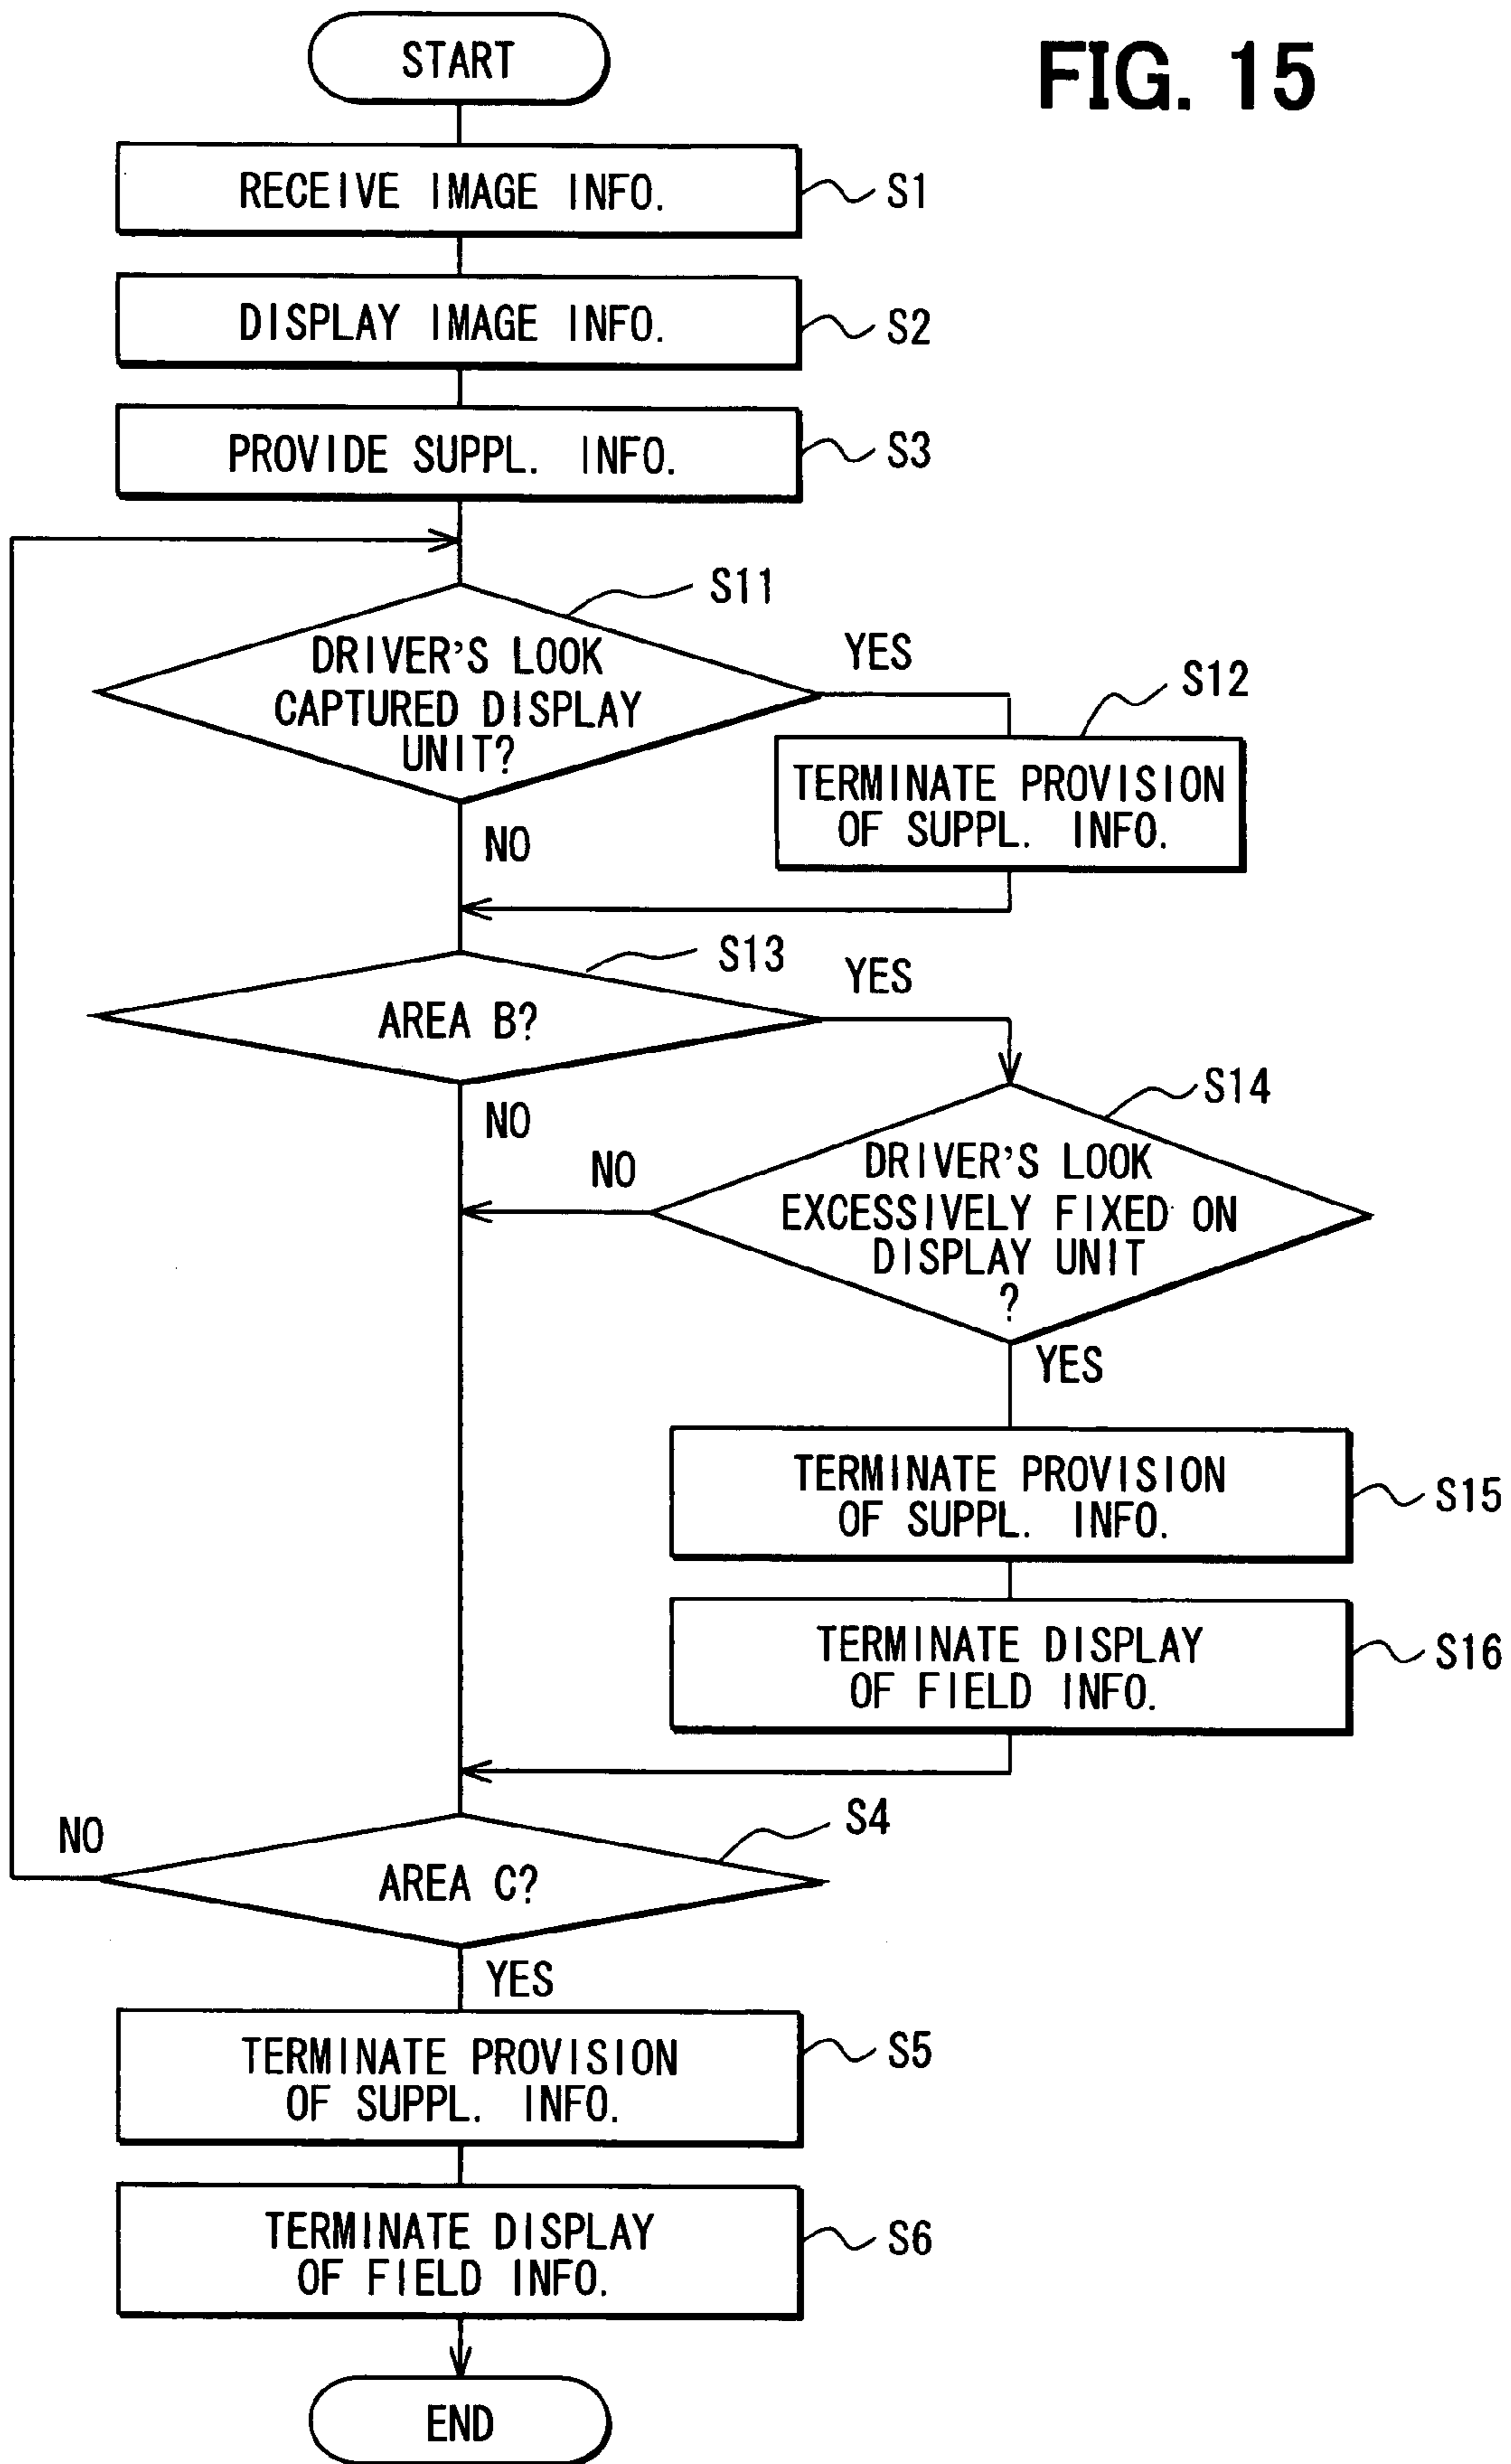 FIG. 15
START
RECEIVE IMAGE INFO.
S1
DISPLAY IMAGE INFO.
S2
PROVIDE SUPPL. INFO.
S3
S11
DRIVER'S LOOK
CAPTURED DISPLAY
UNIT?
YES
S12
TERMINATE PROVISION
OF SUPPL. INFO.
NO
S13
AREA B?
YES
NO
S14
DRIVER'S LOOK
EXCESSIVELY FIXED ON
DISPLAY UNIT
?
NO
YES
TERMINATE PROVISION
OF SUPPL. INFO.
S15
TERMINATE DISPLAY
OF FIELD INFO.
S16
S4
AREA C?
NO
YES
TERMINATE PROVISION
OF SUPPL. INFO.
S5
TERMINATE DISPLAY
OF FIELD INFO.
S6
END